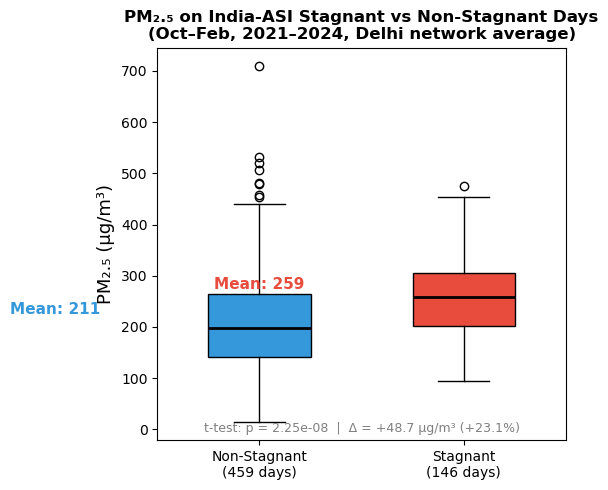 PM₂.₅ on India-ASI Stagnant vs Non-Stagnant Days
(Oct–Feb, 2021–2024, Delhi network average)
PM₂.₅ (µg/m³)
700
600
500
400
300
200
100
0
Mean: 211
Mean: 259
t-test: p = 2.25e-08 | Δ = +48.7 µg/m³ (+23.1%)
Non-Stagnant
(459 days)
Stagnant
(146 days)